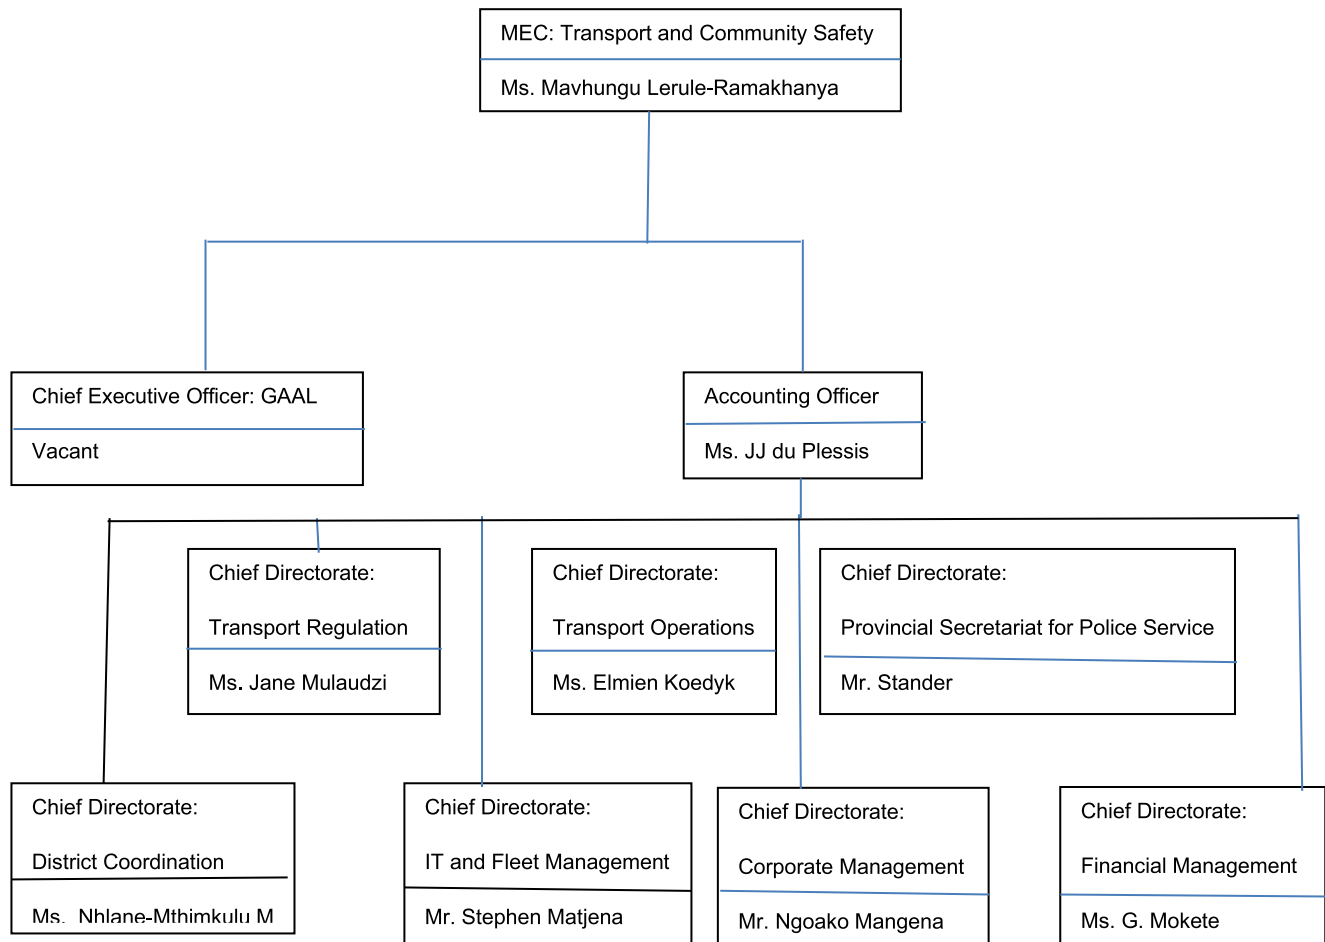 MEC: Transport and Community Safety
Ms. Mavhungu Lerule-Ramakhanya
Chief Executive Officer: GAAL
Vacant
Accounting Officer
Ms. JJ du Plessis
Chief Directorate:
Transport Regulation
Ms. Jane Mulaudzi
Chief Directorate:
Transport Operations
Ms. Elmien Koedyk
Chief Directorate:
Provincial Secretariat for Police Service
Mr. Stander
Chief Directorate:
District Coordination
Ms. Nhlane-Mthimkulu M
Chief Directorate:
IT and Fleet Management
Mr. Stephen Matjena
Chief Directorate:
Corporate Management
Mr. Ngoako Mangena
Chief Directorate:
Financial Management
Ms. G. Mokete